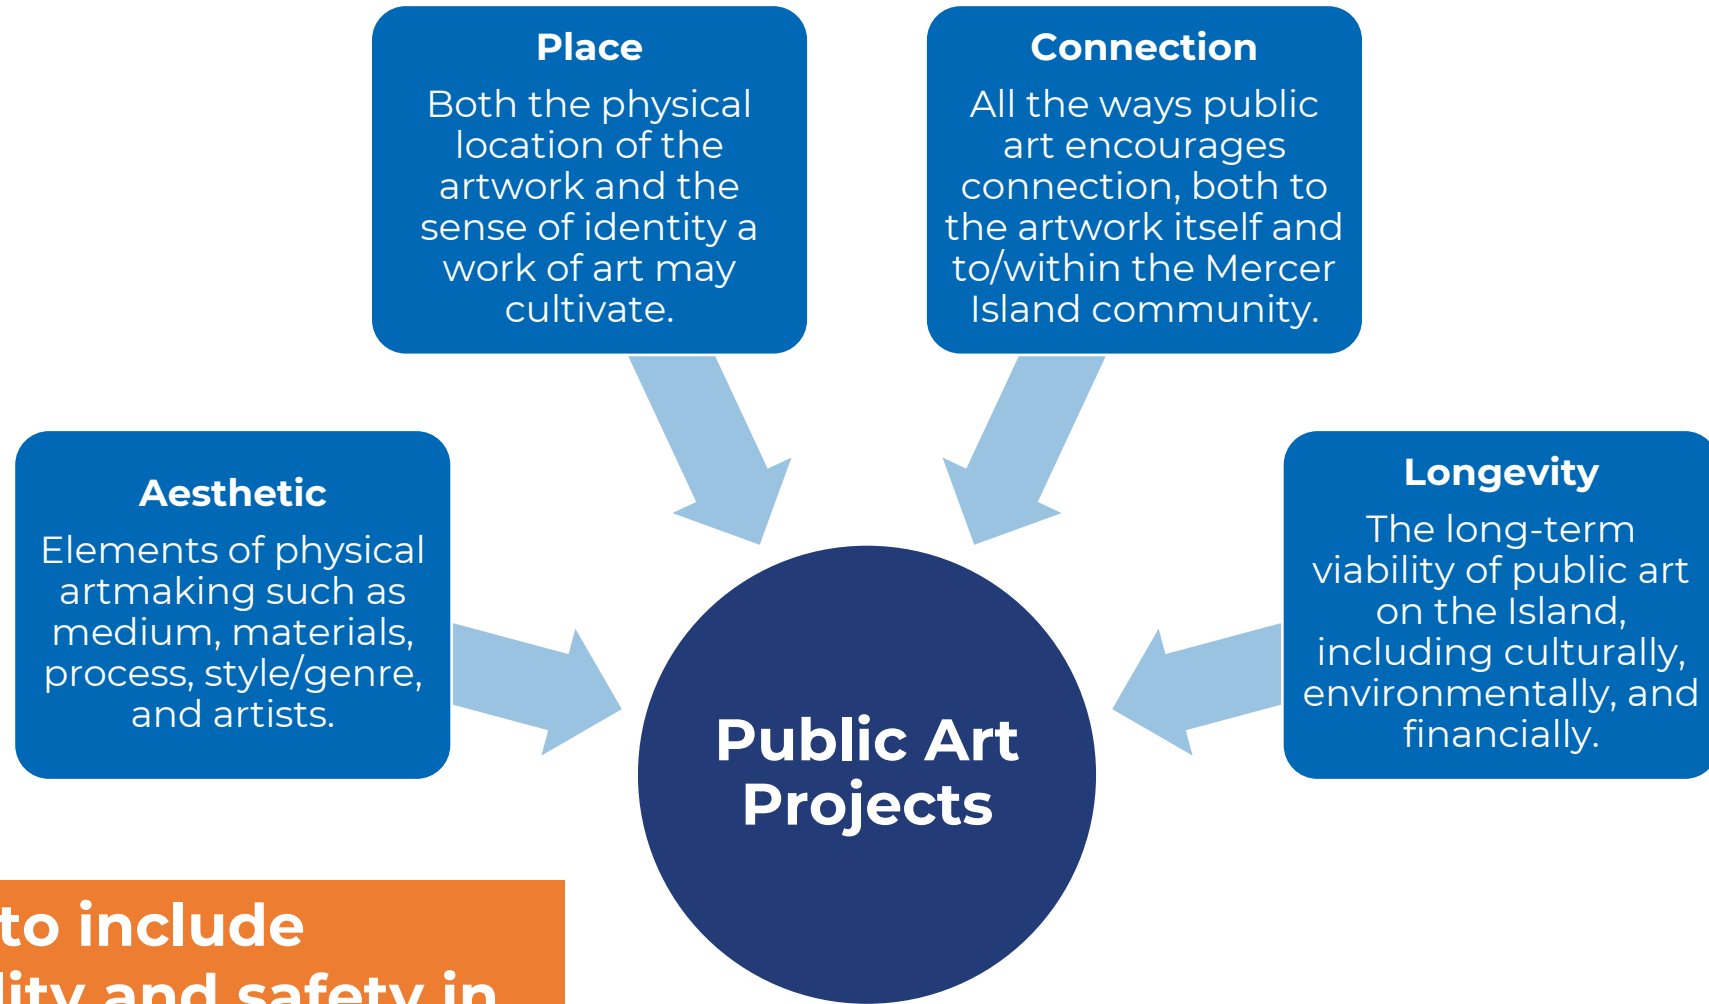 Place
Both the physical
location of the
artwork and the
sense of identity a
work of art may
cultivate.
Connection
All the ways public
art encourages
connection, both to
the artwork itself and
to/within the Mercer
Island community.
Aesthetic
Elements of physical
artmaking such as
medium, materials,
process, style/genre,
and artists.
Longevity
The long-term
viability of public art
on the Island,
including culturally,
environmentally, and
financially.
Public Art
Projects
to include
and safety in